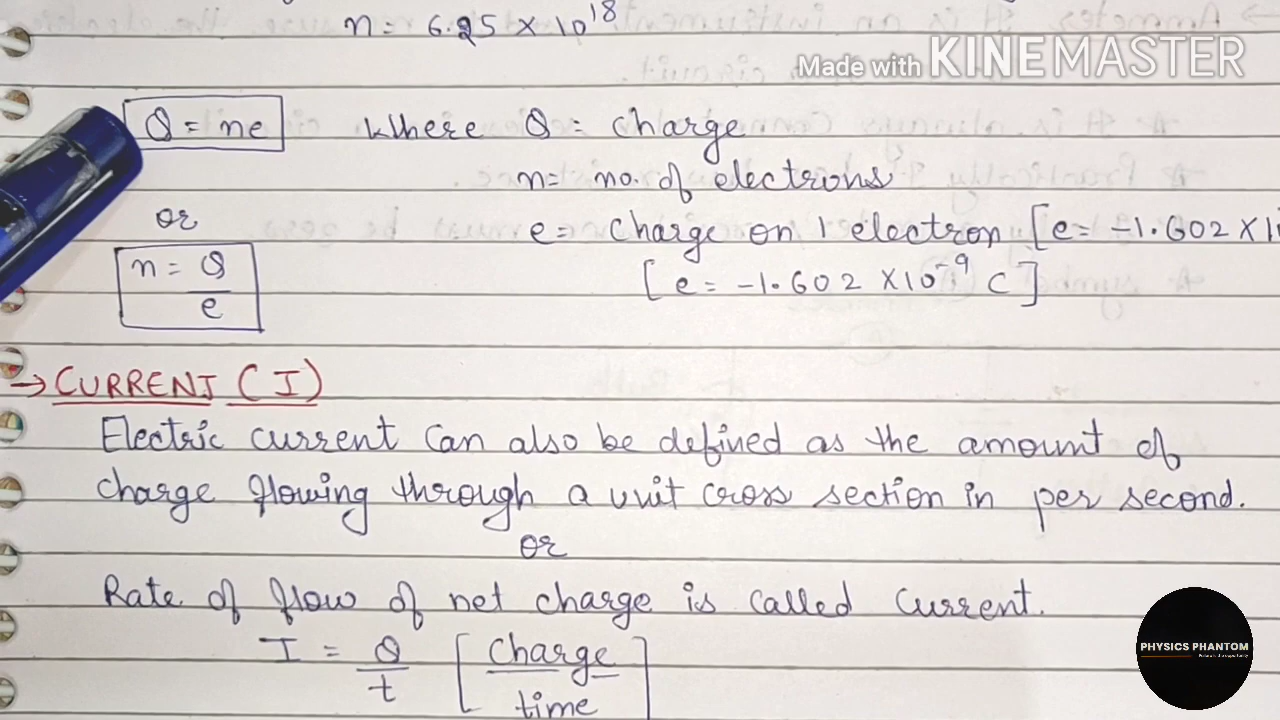 n = 6.25 × 10^18
Made with KINEMASTER
Q = ne where Q = charge
n = no. of electrons
or
e = charge on 1 electron [e = -1.602 × 1
n = Q/e
[e = -1.602 × 10^-9 C]
→ CURRENT (I)
Electric current can also be defined as the amount of
charge flowing through a unit cross section in per second.
or
Rate of flow of net charge is called current.
I = Q/t [charge/time]
PHYSICS PHANTOM